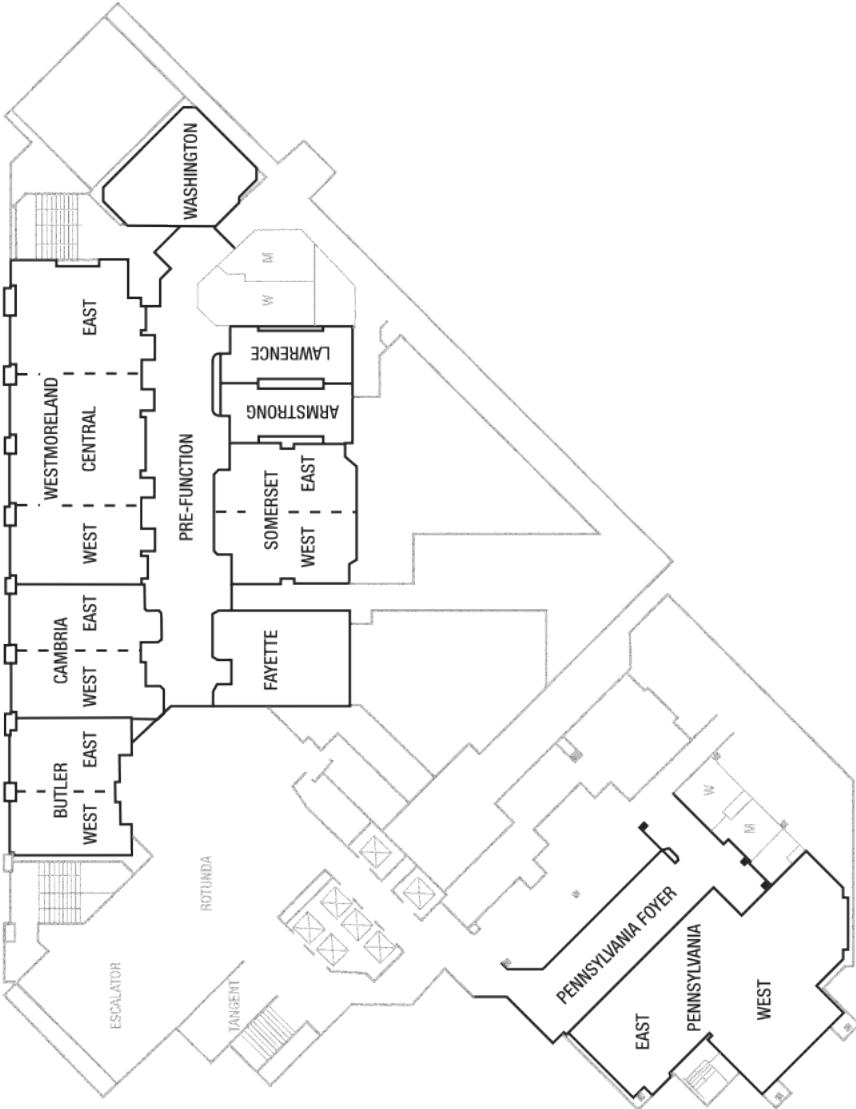 WASHINGTON
M
W
EAST
LAWRENCE
WESTMORELAND
CENTRAL
ARMSTRONG
PRE-FUNCTION
WEST
SOMERSET
EAST
WEST
CAMBRIA
EAST
WEST
FAYETTE
BUTLER
EAST
WEST
ROTUNDA
ESCALATOR
TANGENT
W
M
PENNSYLVANIA FOYER
PENNSYLVANIA
EAST
WEST